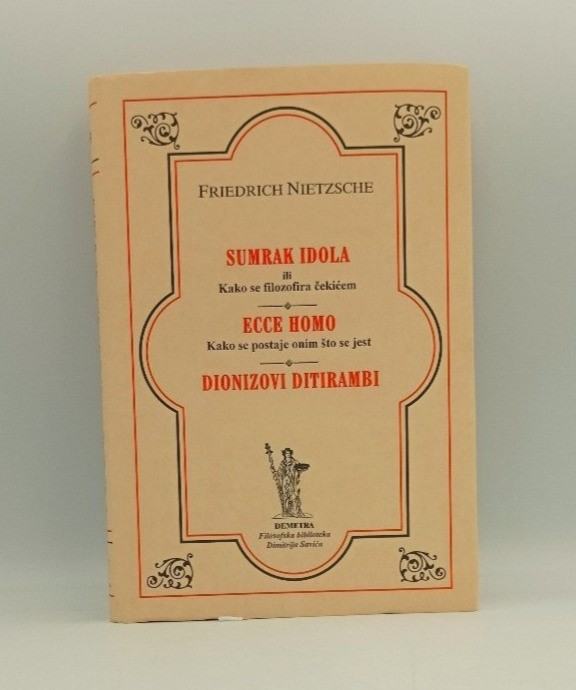 FRIEDRICH NIETZSCHE
SUMRAK IDOLA
ili
Kako se filozofira čekićem
ECCE HOMO
Kako se postaje onim što se jest
DIONIZOVI DITIRAMBI
DEMETRA
Filosofska biblioteka
Dimitrija Savića